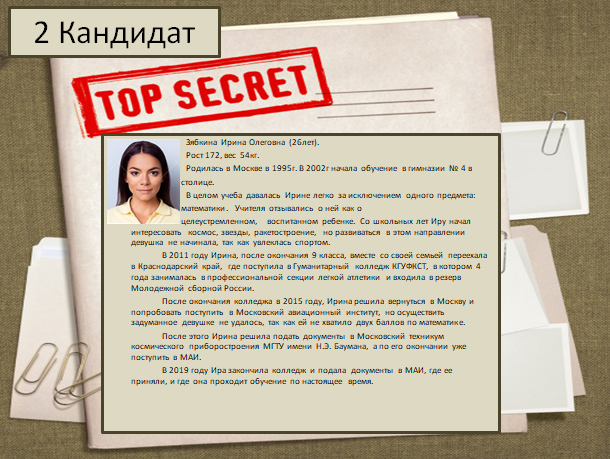 2 Кандидат
TOP SECRET
Зябкина Ирина Олеговна (26лет).
Рост 172, вес 54кг.
Родилась в Москве в 1995г. В 2002г начала обучение в гимназии № 4 в
столице.
В целом учеба давалась Ирине легко за исключением одного предмета:
математики. Учителя отзывались о ней как о
целеустремленном, воспитанном ребенке. Со школьных лет Иру начал
интересовать космос, звезды, ракетостроение, но развиваться в этом направлении
девушка не начинала, так как увлеклась спортом.
В 2011 году Ирина, после окончания 9 класса, вместе со своей семьей переехала
в Краснодарский край, где поступила в Гуманитарный колледж КГУФКСТ, в котором 4
года занималась в профессиональной секции легкой атлетики и входила в резерв
Молодежной сборной России.
После окончания колледжа в 2015 году, Ирина решила вернуться в Москву и
попробовать поступить в Московский авиационный институт, но осуществить
задуманное девушке не удалось, так как ей не хватило двух баллов по математике.
После этого Ирина решила подать документы в Московский техникум
космического приборостроения МГТУ имени Н.Э. Баумана, а по его окончании уже
поступить в МАИ.
В 2019 году Ира закончила колледж и подала документы в МАИ, где ее
приняли, и где она проходит обучение по настоящее время.